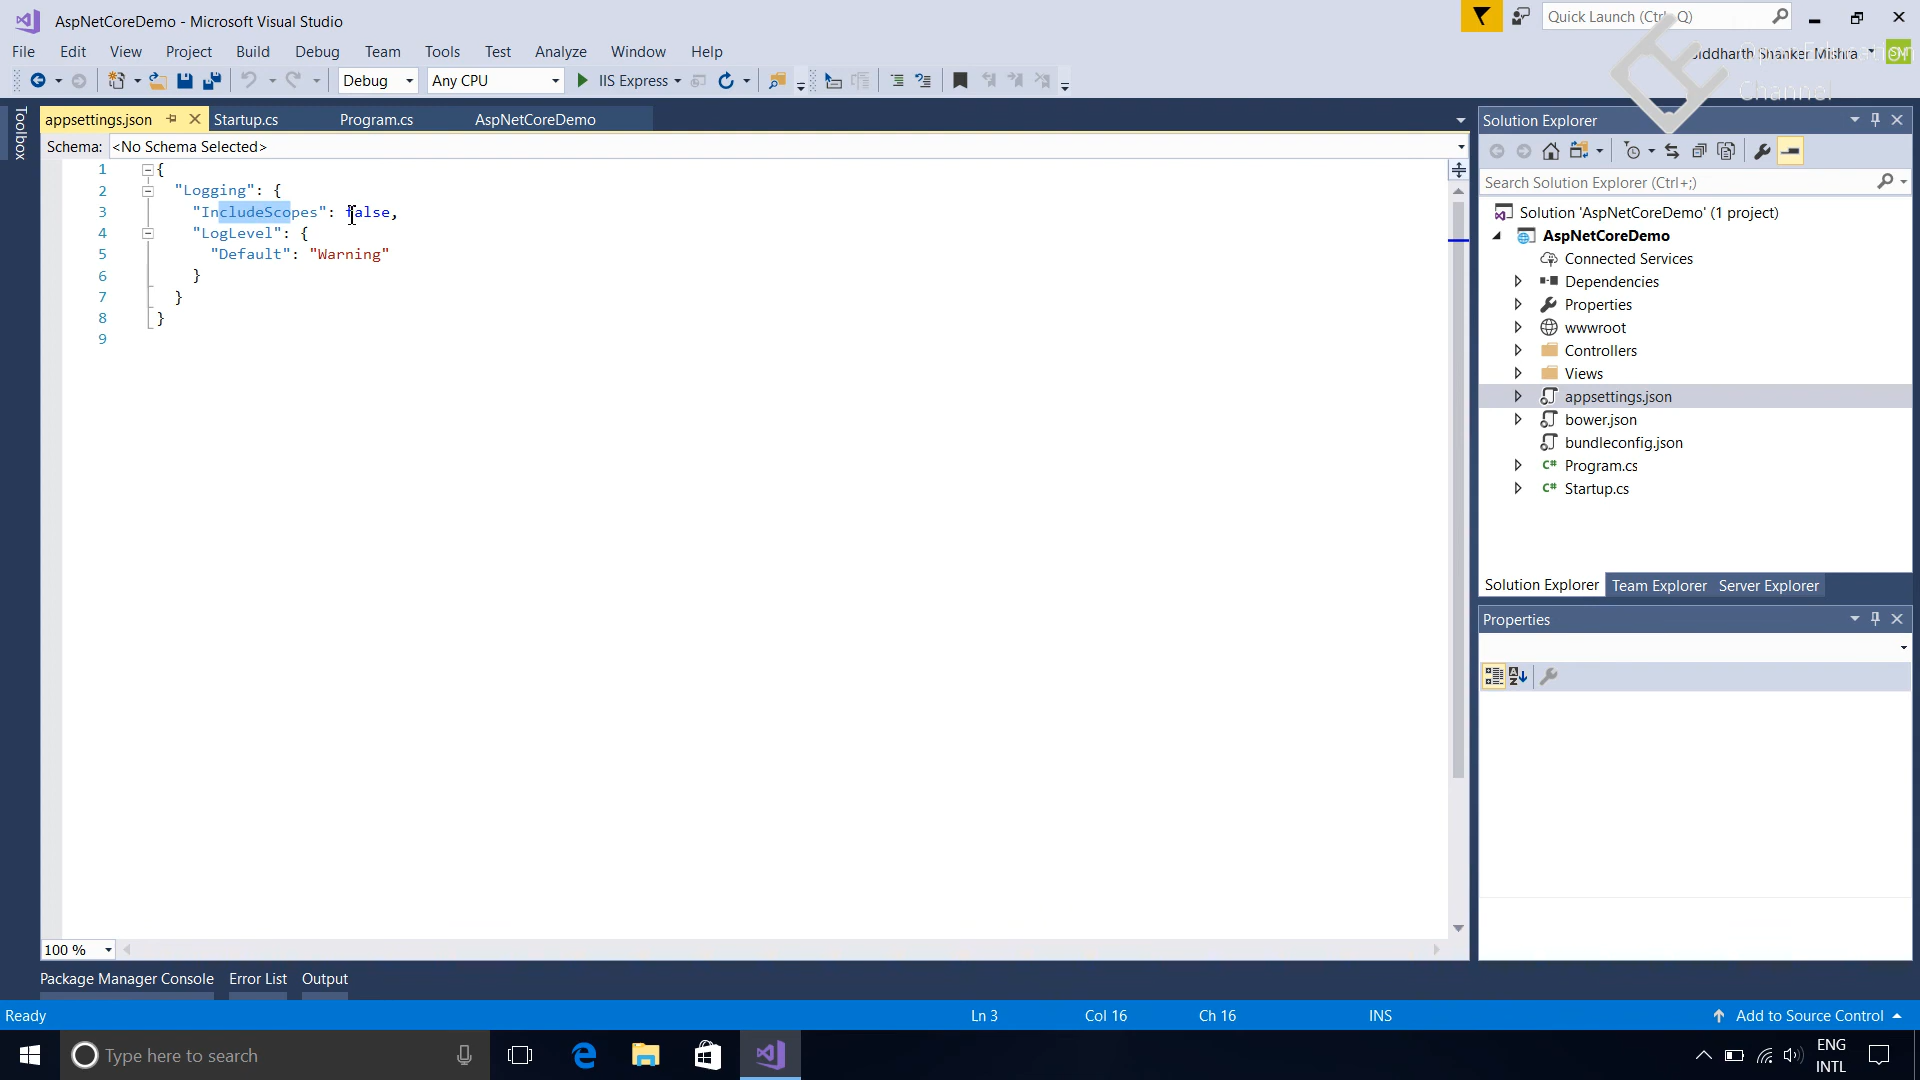 AspNetCoreDemo - Microsoft Visual Studio
Quick Launch (Ctrl+Q)
File Edit View Project Build Debug Team Tools Test Analyze Window Help
Siddharth Shanker Mishra SM
Debug Any CPU IIS Express
Channel
Toolbox
appsettings.json Startup.cs Program.cs AspNetCoreDemo
Schema: <No Schema Selected>
1 {
2 "Logging": {
3 "IncludeScopes": false,
4 "LogLevel": {
5 "Default": "Warning"
6 }
7 }
8 }
9
100 %
Solution Explorer
Search Solution Explorer (Ctrl+;)
Solution 'AspNetCoreDemo' (1 project)
AspNetCoreDemo
Connected Services
Dependencies
Properties
wwwroot
Controllers
Views
appsettings.json
bower.json
bundleconfig.json
C# Program.cs
C# Startup.cs
Solution Explorer Team Explorer Server Explorer
Properties
Package Manager Console Error List Output
Ready Ln 3 Col 16 Ch 16 INS Add to Source Control
Type here to search
ENG
INTL